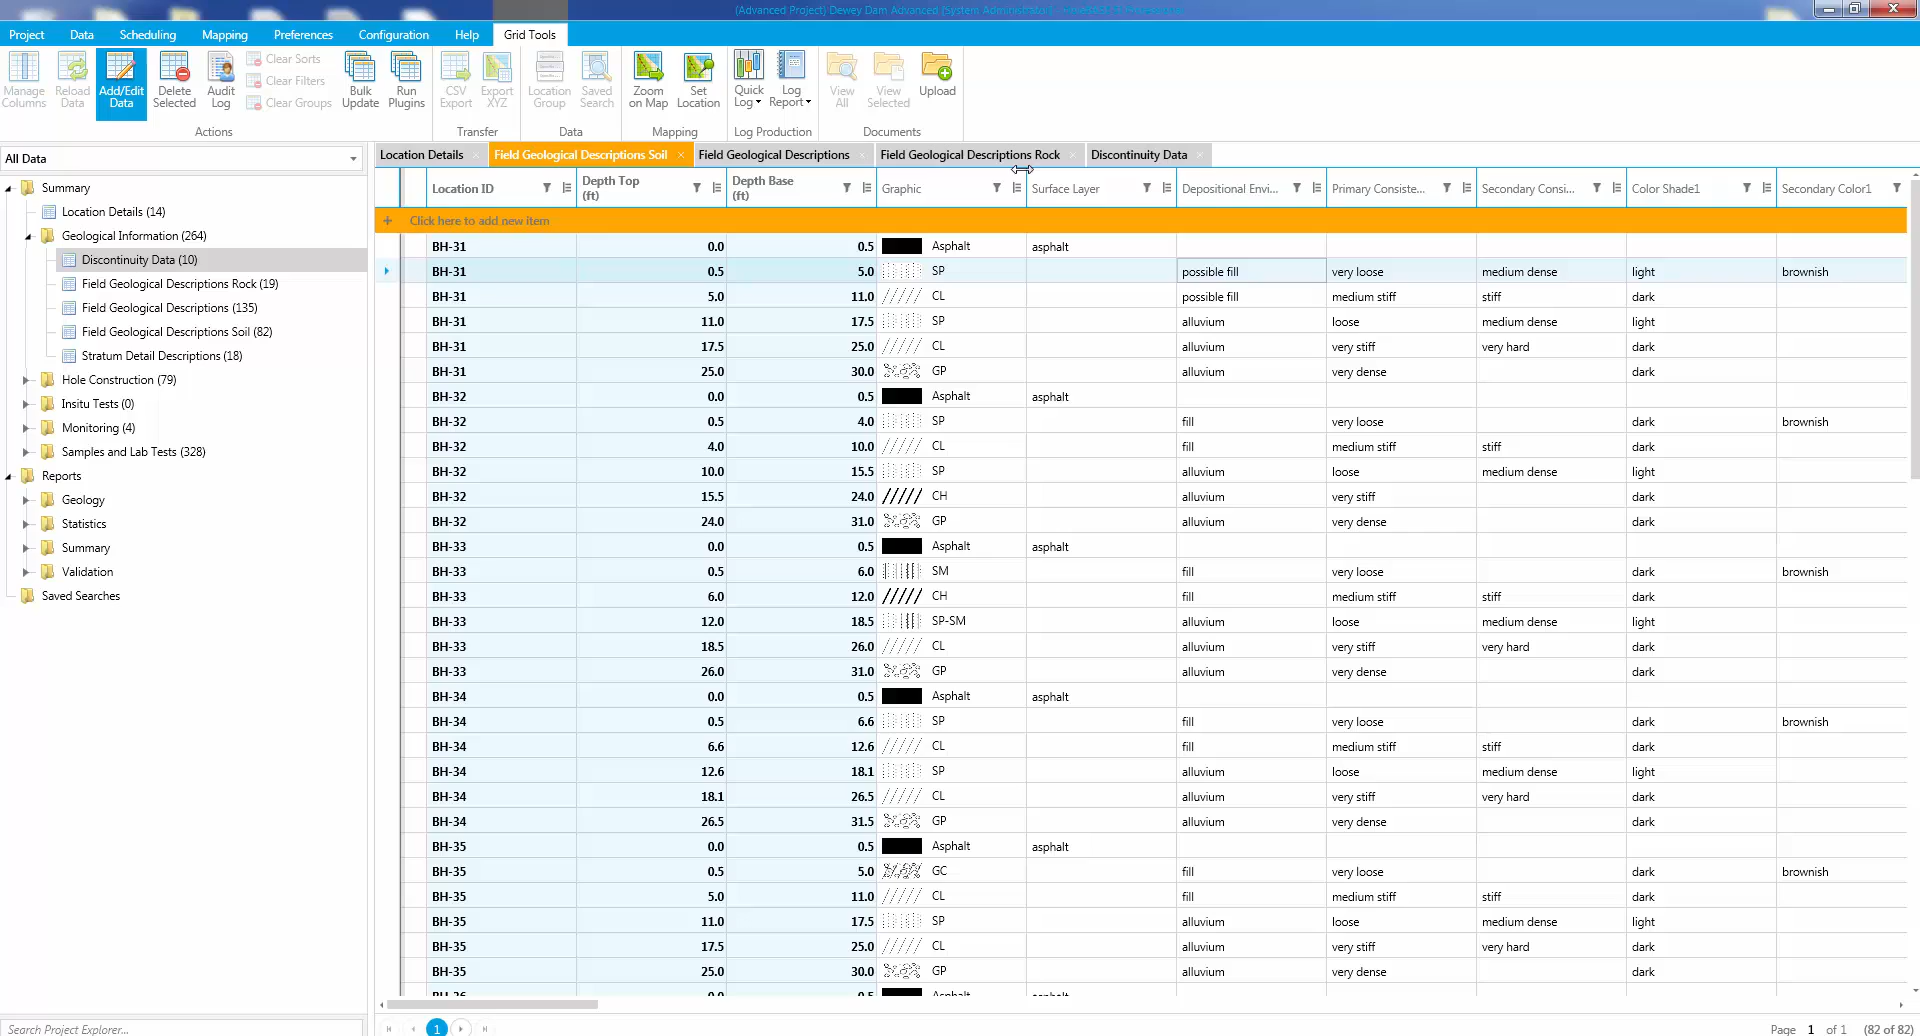 (Advanced Project) Dewey Dam Advanced [System Administrator]
Project Data Scheduling Mapping Preferences Configuration Help Grid Tools
Manage Columns Reload Data Add/Edit Data Delete Selected Audit Log Clear Sorts Clear Filters Clear Groups Bulk Update Run Plugins CSV Export Export XYZ Location Group Saved Search Zoom on Map Set Location Quick Log Log Report View All View Selected Upload
Actions Transfer Data Mapping Log Production Documents
All Data
Summary
Location Details (14)
Geological Information (264)
Discontinuity Data (10)
Field Geological Descriptions Rock (19)
Field Geological Descriptions (135)
Field Geological Descriptions Soil (82)
Stratum Detail Descriptions (18)
Hole Construction (79)
Insitu Tests (0)
Monitoring (4)
Samples and Lab Tests (328)
Reports
Geology
Statistics
Summary
Validation
Saved Searches
Search Project Explorer...
Location Details Field Geological Descriptions Soil Field Geological Descriptions Field Geological Descriptions Rock Discontinuity Data
Location ID Depth Top (ft) Depth Base (ft) Graphic Surface Layer Depositional Envi... Primary Consiste... Secondary Consi... Color Shade1 Secondary Color1
+ Click here to add new item
BH-31 0.0 0.5 Asphalt asphalt
BH-31 0.5 5.0 SP possible fill very loose medium dense light brownish
BH-31 5.0 11.0 CL possible fill medium stiff stiff dark
BH-31 11.0 17.5 SP alluvium loose medium dense light
BH-31 17.5 25.0 CL alluvium very stiff very hard dark
BH-31 25.0 30.0 GP alluvium very dense dark
BH-32 0.0 0.5 Asphalt asphalt
BH-32 0.5 4.0 SP fill very loose dark brownish
BH-32 4.0 10.0 CL fill medium stiff stiff dark
BH-32 10.0 15.5 SP alluvium loose medium dense light
BH-32 15.5 24.0 CH alluvium very stiff dark
BH-32 24.0 31.0 GP alluvium very dense dark
BH-33 0.0 0.5 Asphalt asphalt
BH-33 0.5 6.0 SM fill very loose dark brownish
BH-33 6.0 12.0 CH fill medium stiff stiff dark
BH-33 12.0 18.5 SP-SM alluvium loose medium dense light
BH-33 18.5 26.0 CL alluvium very stiff very hard dark
BH-33 26.0 31.0 GP alluvium very dense dark
BH-34 0.0 0.5 Asphalt asphalt
BH-34 0.5 6.6 SP fill very loose dark brownish
BH-34 6.6 12.6 CL fill medium stiff stiff dark
BH-34 12.6 18.1 SP alluvium loose medium dense light
BH-34 18.1 26.5 CL alluvium very stiff very hard dark
BH-34 26.5 31.5 GP alluvium very dense dark
BH-35 0.0 0.5 Asphalt asphalt
BH-35 0.5 5.0 GC fill very loose dark brownish
BH-35 5.0 11.0 CL fill medium stiff stiff dark
BH-35 11.0 17.5 SP alluvium loose medium dense light
BH-35 17.5 25.0 CL alluvium very stiff very hard dark
BH-35 25.0 30.0 GP alluvium very dense dark
BH-36 0.0 0.5 Asphalt asphalt
1 Page 1 of 1 (82 of 82)